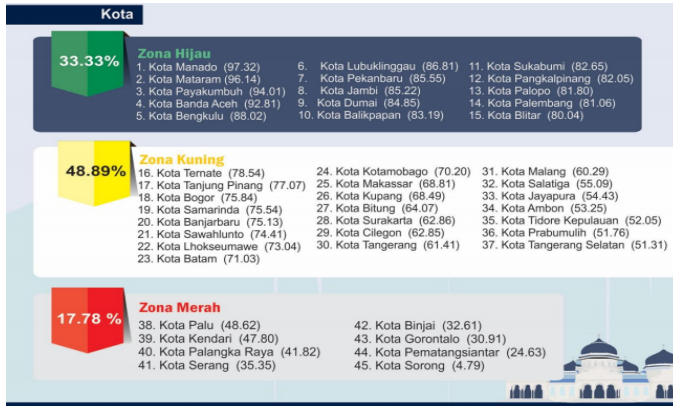 Kota
33.33%
Zona Hijau
1. Kota Manado (97.32)
2. Kota Mataram (96.14)
3. Kota Payakumbuh (94.01)
4. Kota Banda Aceh (92.81)
5. Kota Bengkulu (88.02)
6. Kota Lubuklinggau (86.81)
7. Kota Pekanbaru (85.55)
8. Kota Jambi (85.22)
9. Kota Dumai (84.85)
10. Kota Balikpapan (83.19)
11. Kota Sukabumi (82.65)
12. Kota Pangkalpinang (82.05)
13. Kota Palopo (81.80)
14. Kota Palembang (81.06)
15. Kota Blitar (80.04)
48.89%
Zona Kuning
16. Kota Ternate (78.54)
17. Kota Tanjung Pinang (77.07)
18. Kota Bogor (75.84)
19. Kota Samarinda (75.54)
20. Kota Banjarbaru (75.13)
21. Kota Sawahlunto (74.41)
22. Kota Lhokseumawe (73.04)
23. Kota Batam (71.03)
24. Kota Kotamobago (70.20)
25. Kota Makassar (68.81)
26. Kota Kupang (68.49)
27. Kota Bitung (64.07)
28. Kota Surakarta (62.86)
29. Kota Cilegon (62.85)
30. Kota Tangerang (61.41)
31. Kota Malang (60.29)
32. Kota Salatiga (55.09)
33. Kota Jayapura (54.43)
34. Kota Ambon (53.25)
35. Kota Tidore Kepulauan (52.05)
36. Kota Prabumulih (51.76)
37. Kota Tangerang Selatan (51.31)
17.78 %
Zona Merah
38. Kota Palu (48.62)
39. Kota Kendari (47.80)
40. Kota Palangka Raya (41.82)
41. Kota Serang (35.35)
42. Kota Binjai (32.61)
43. Kota Gorontalo (30.91)
44. Kota Pematangsiantar (24.63)
45. Kota Sorong (4.79)